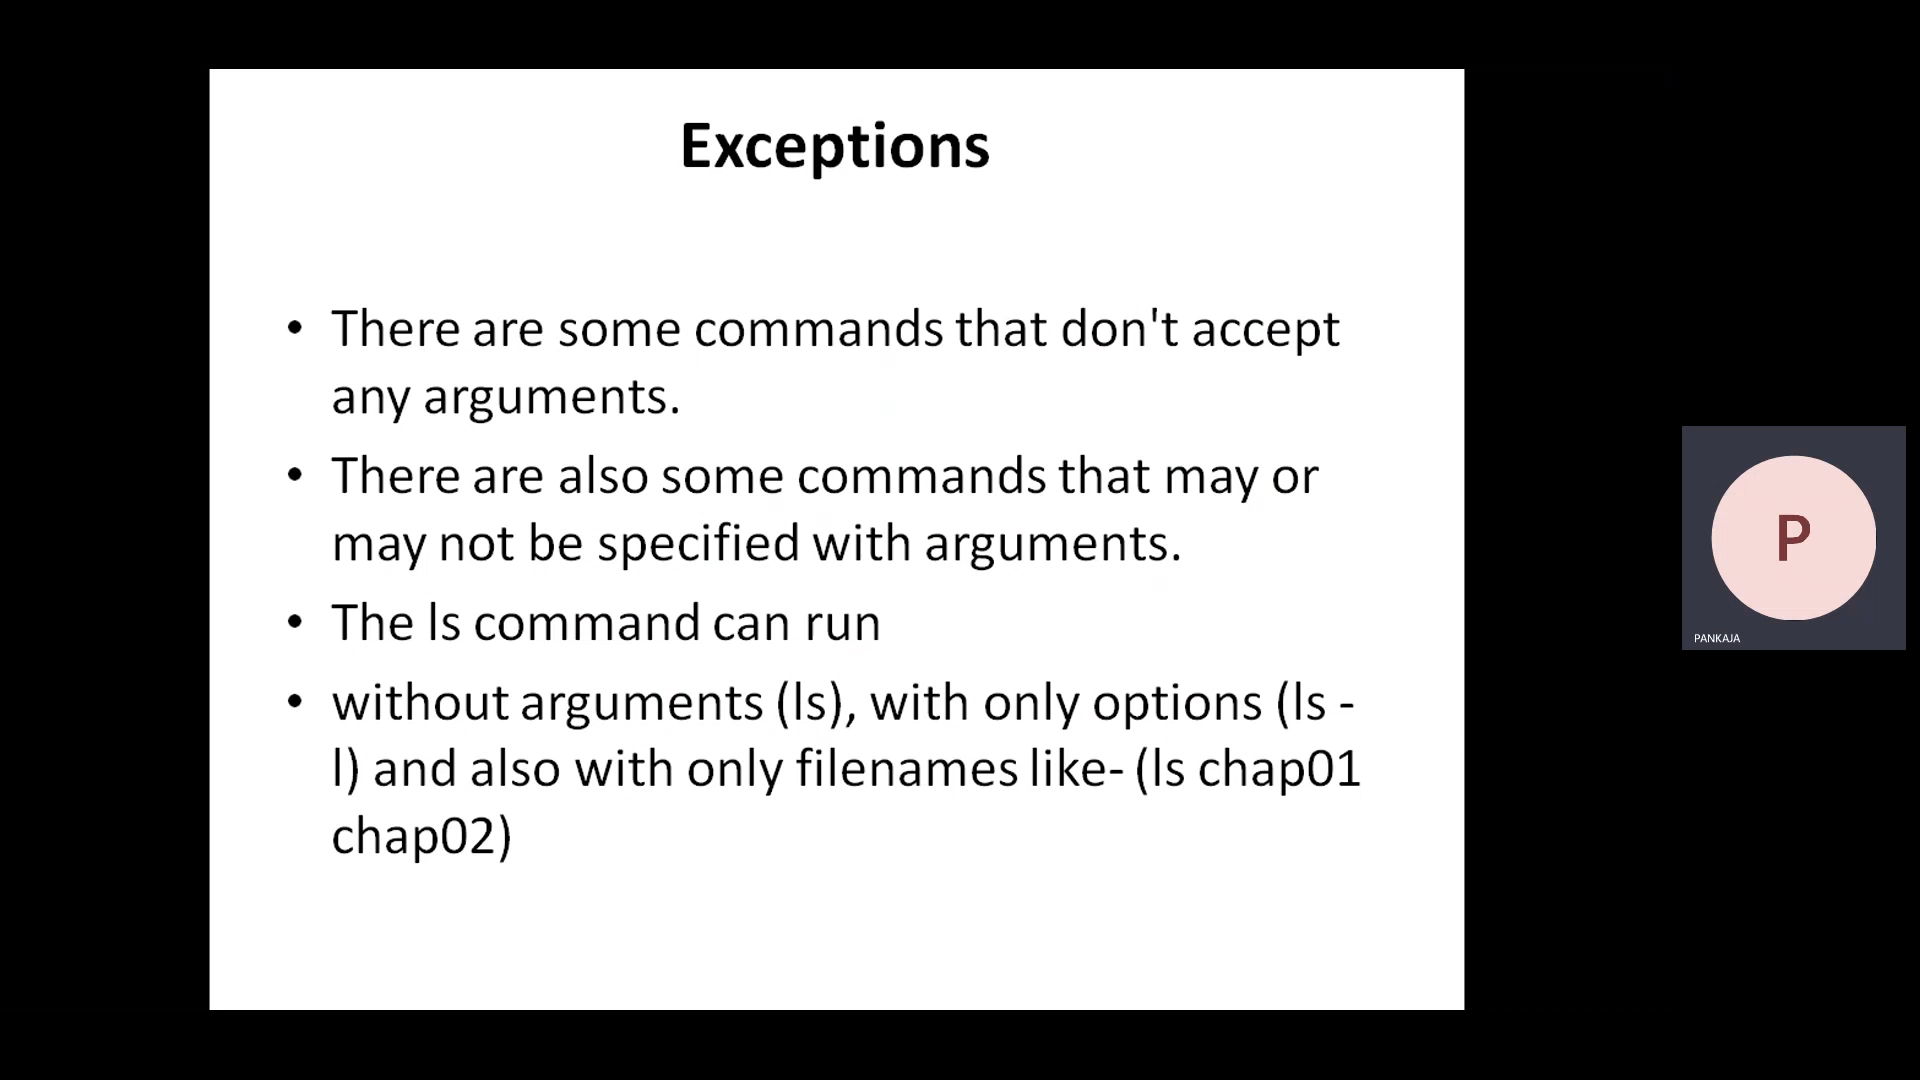 Exceptions
• There are some commands that don't accept
any arguments.
• There are also some commands that may or
may not be specified with arguments.
• The ls command can run
• without arguments (ls), with only options (ls -
l) and also with only filenames like- (ls chap01
chap02)
P
PANKAJA